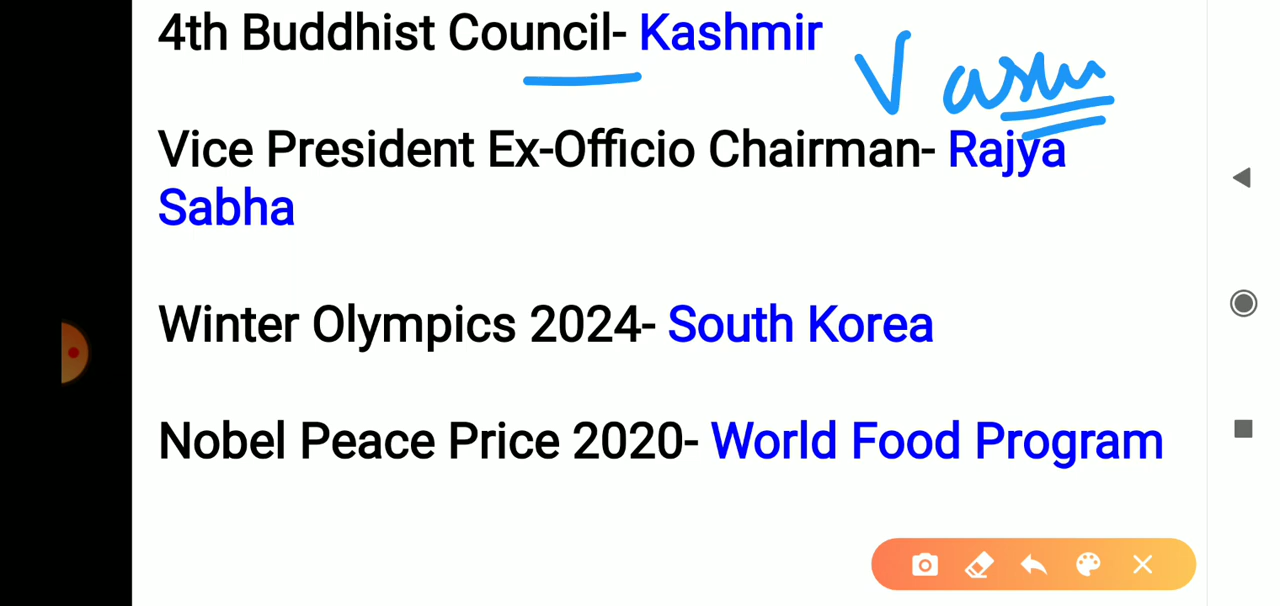 4th Buddhist Council- Kashmir
Vasu
Vice President Ex-Officio Chairman- Rajya
Sabha
Winter Olympics 2024- South Korea
Nobel Peace Price 2020- World Food Program